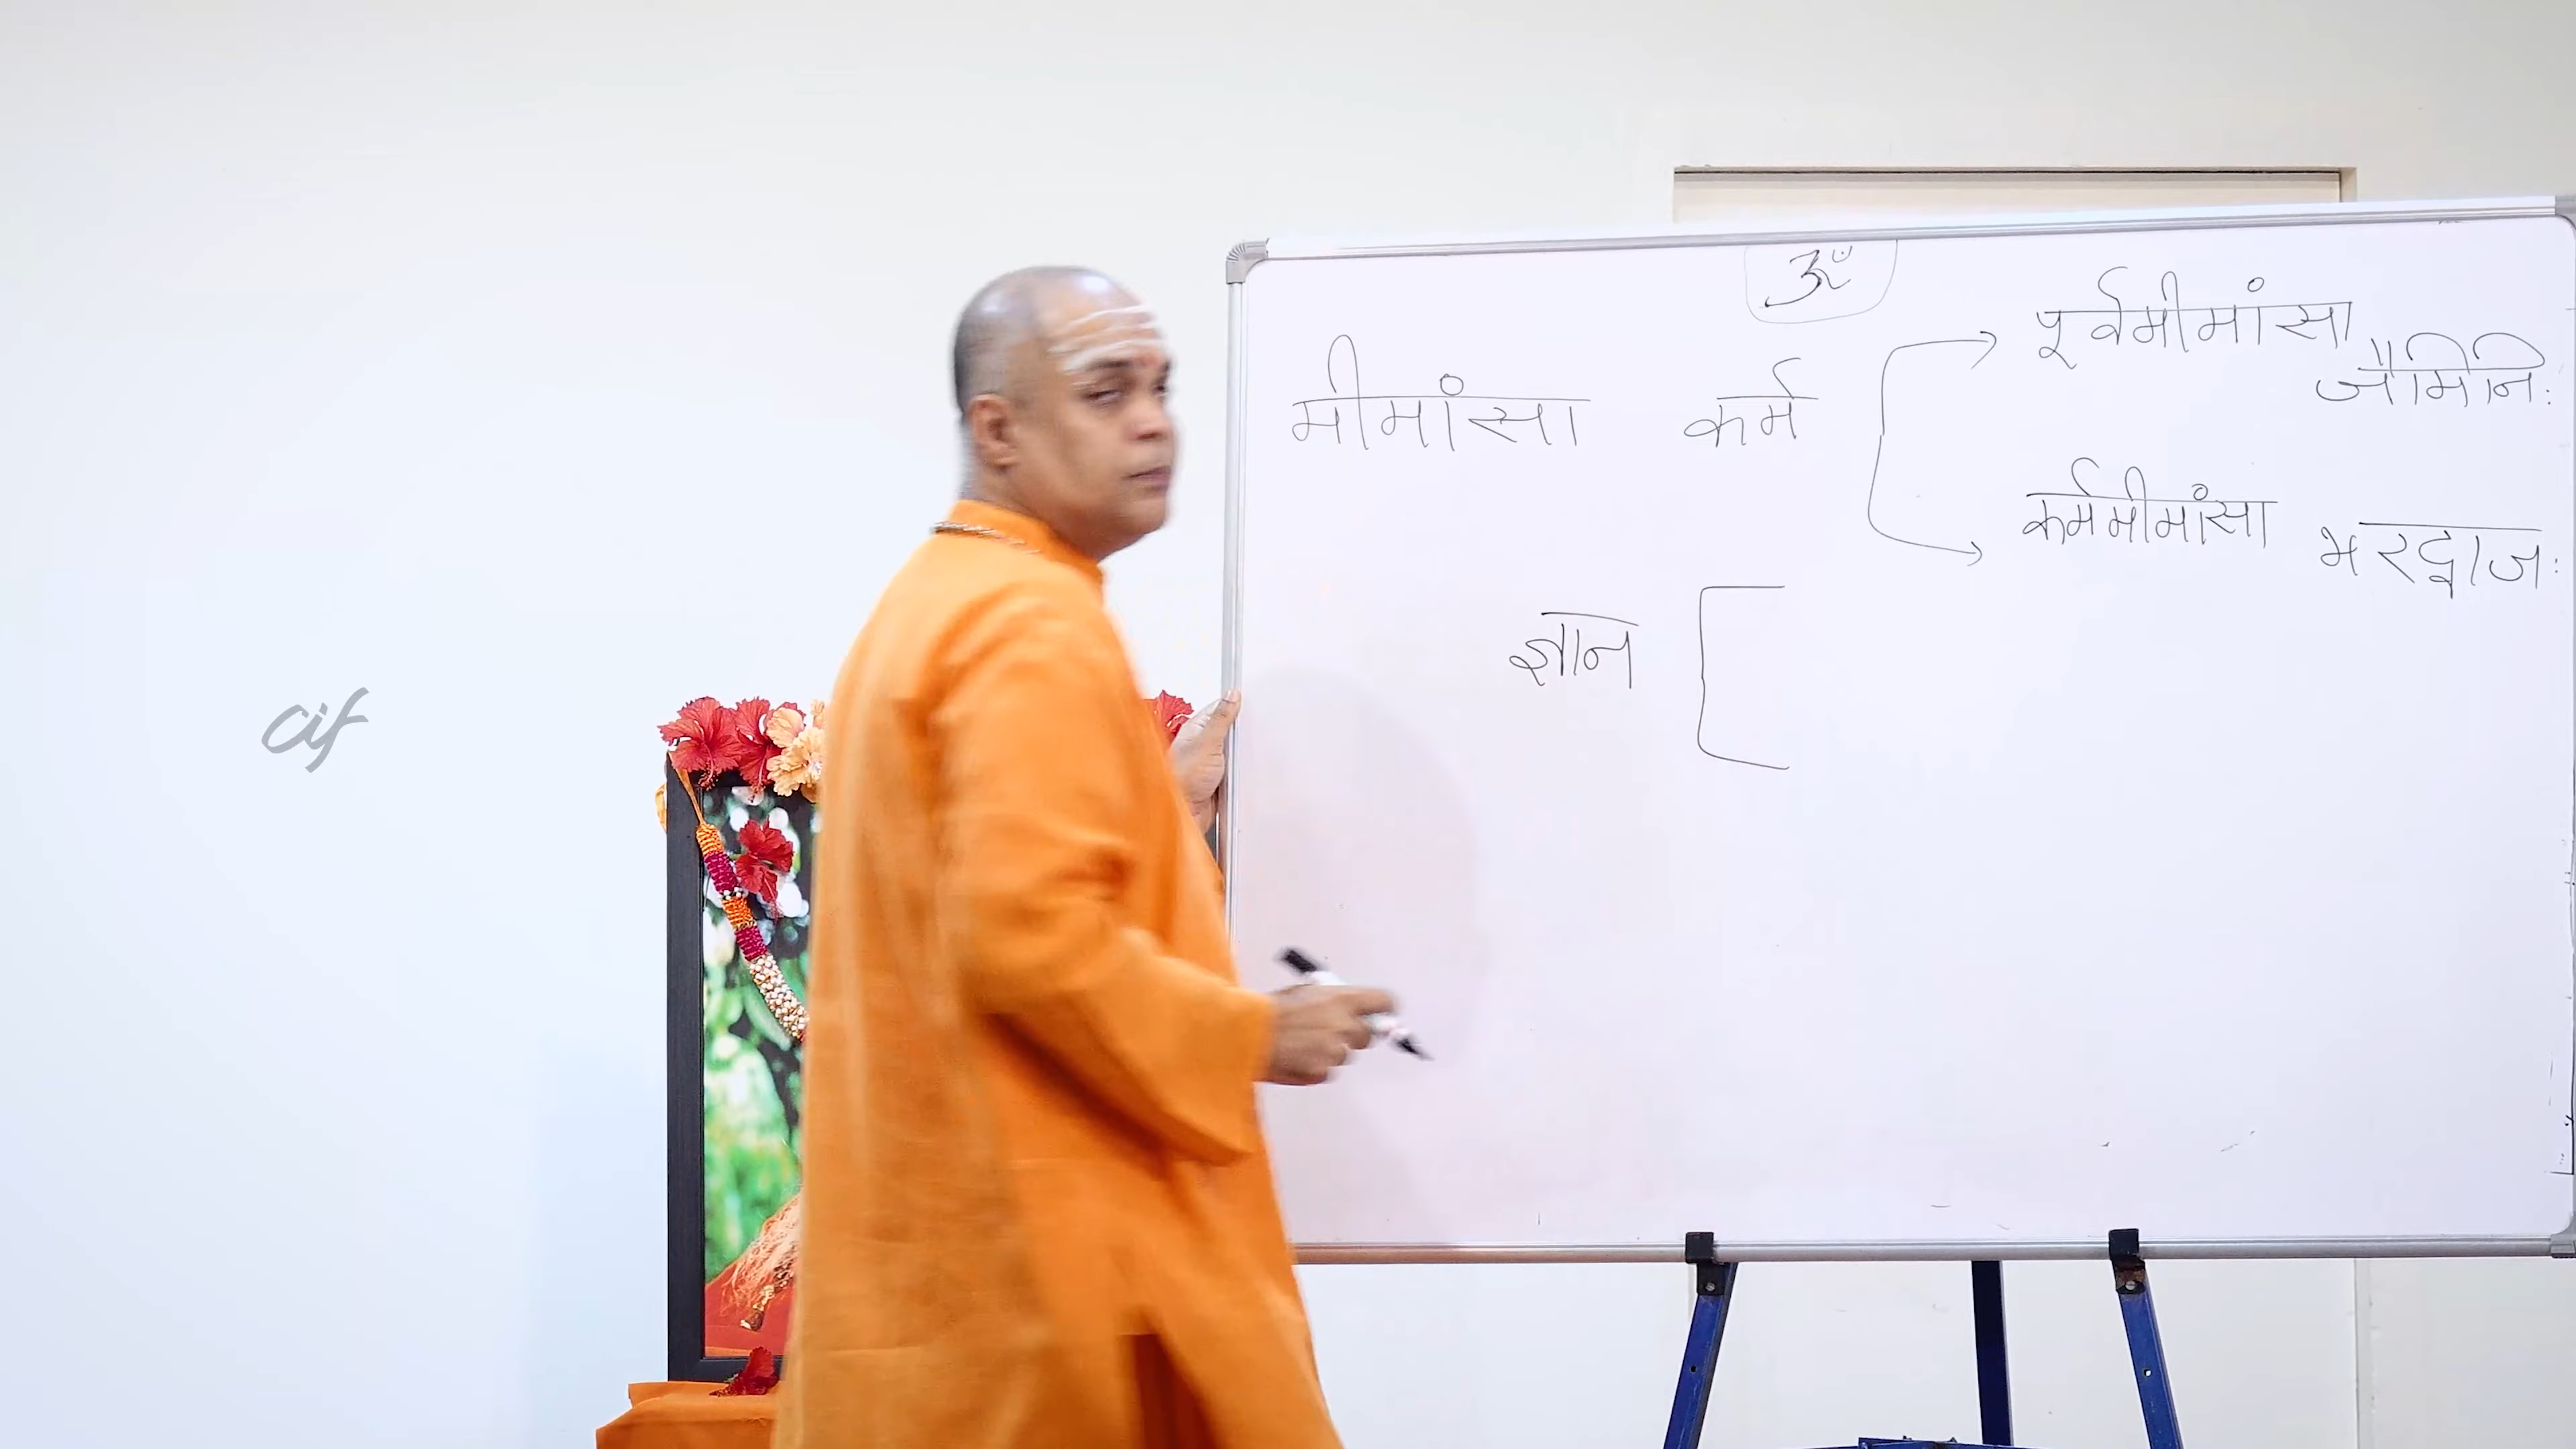 ॐ
मीमांसा कर्म पूर्वमीमांसा
जैमिनिः
कर्ममीमांसा भरद्वाजः
ज्ञान
cif